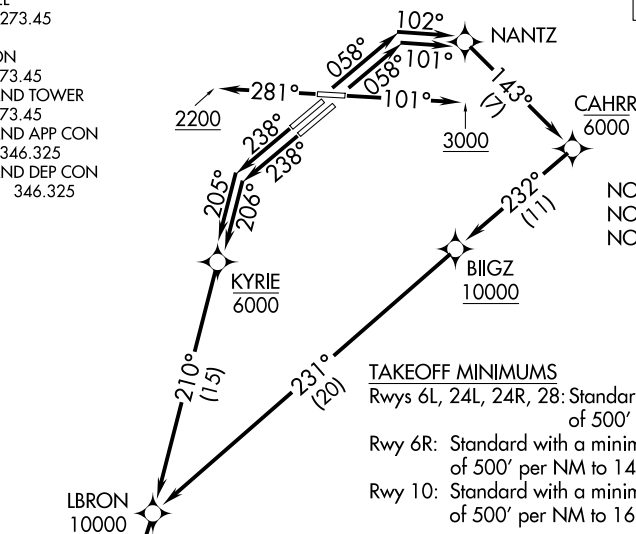 273.45
ON
73.45
ND TOWER
73.45
ND APP CON
346.325
ND DEP CON
346.325
102°
NANTZ
058°
058°
101°
143°
(7)
281°
101°
2200
3000
CAHRR
6000
238°
238°
205°
206°
232°
(11)
NO
NO
NO
KYRIE
6000
BIIGZ
10000
210°
(15)
231°
(20)
TAKEOFF MINIMUMS
Rwys 6L, 24L, 24R, 28: Standar
of 500' 
Rwy 6R: Standard with a minim
of 500' per NM to 14
Rwy 10: Standard with a minim
of 500' per NM to 16
LBRON
10000